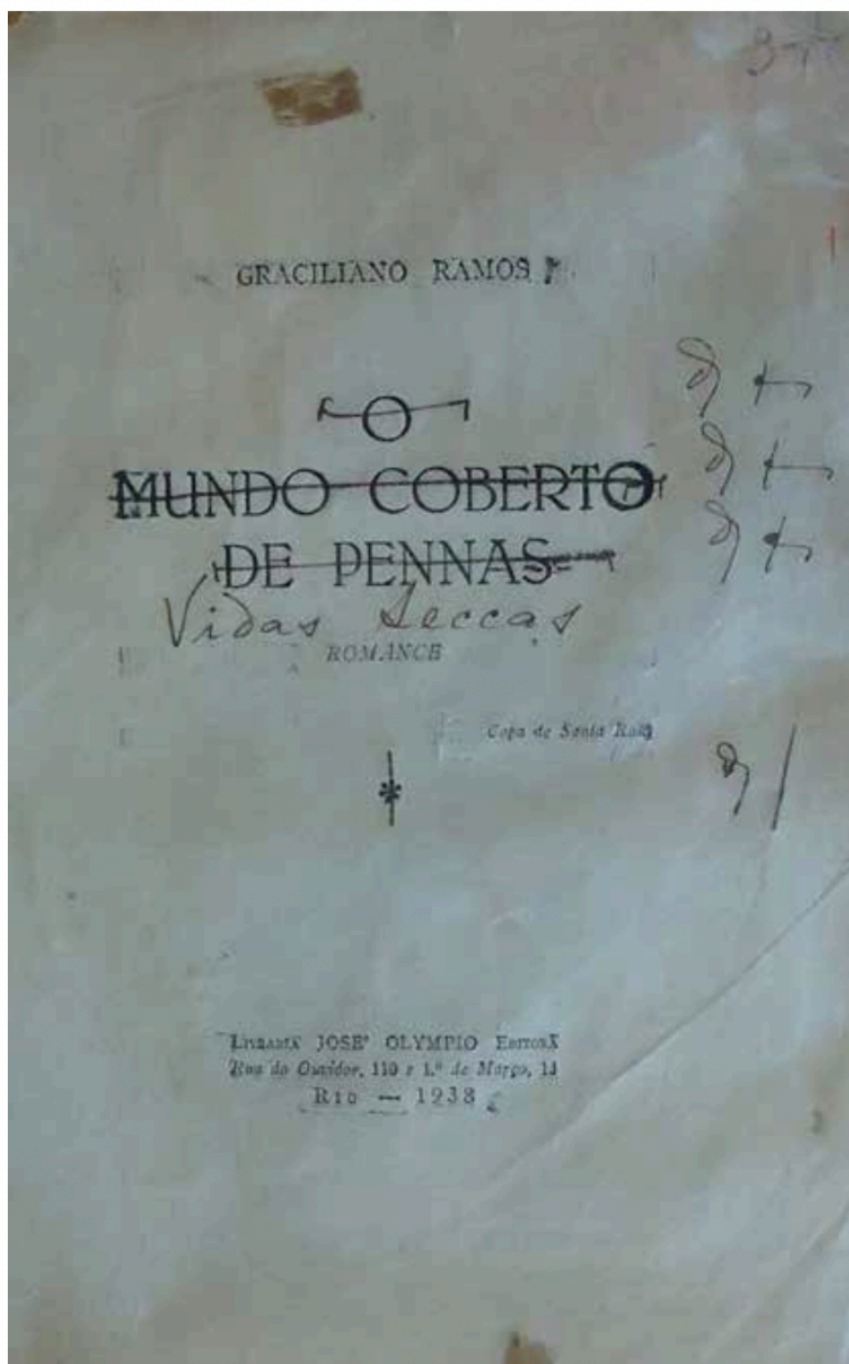 GRACILIANO RAMOS
O
MUNDO COBERTO
DE PENNAS
Vidas Seccas
ROMANCE
Capa de Santa Rosa
*
LIVRARIA JOSE' OLYMPIO EDITORA
Rua do Ouvidor, 110 e 1.º de Março, 13
RIO — 1938